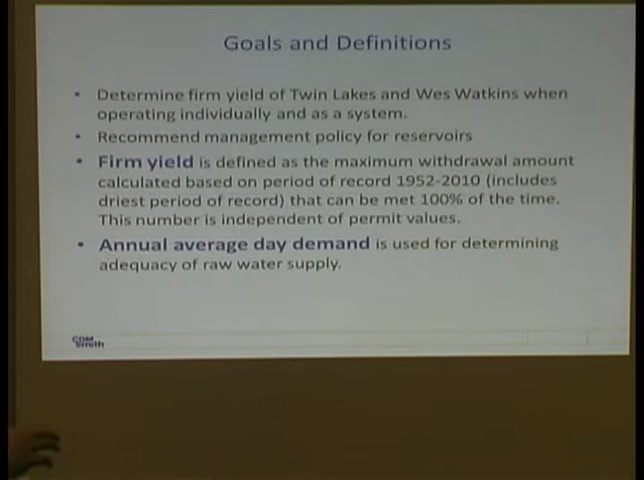 Goals and Definitions
• Determine firm yield of Twin Lakes and Wes Watkins when
operating individually and as a system.
• Recommend management policy for reservoirs
• Firm yield is defined as the maximum withdrawal amount
calculated based on period of record 1952-2010 (includes
driest period of record) that can be met 100% of the time.
This number is independent of permit values.
• Annual average day demand is used for determining
adequacy of raw water supply.
CDM
Smith